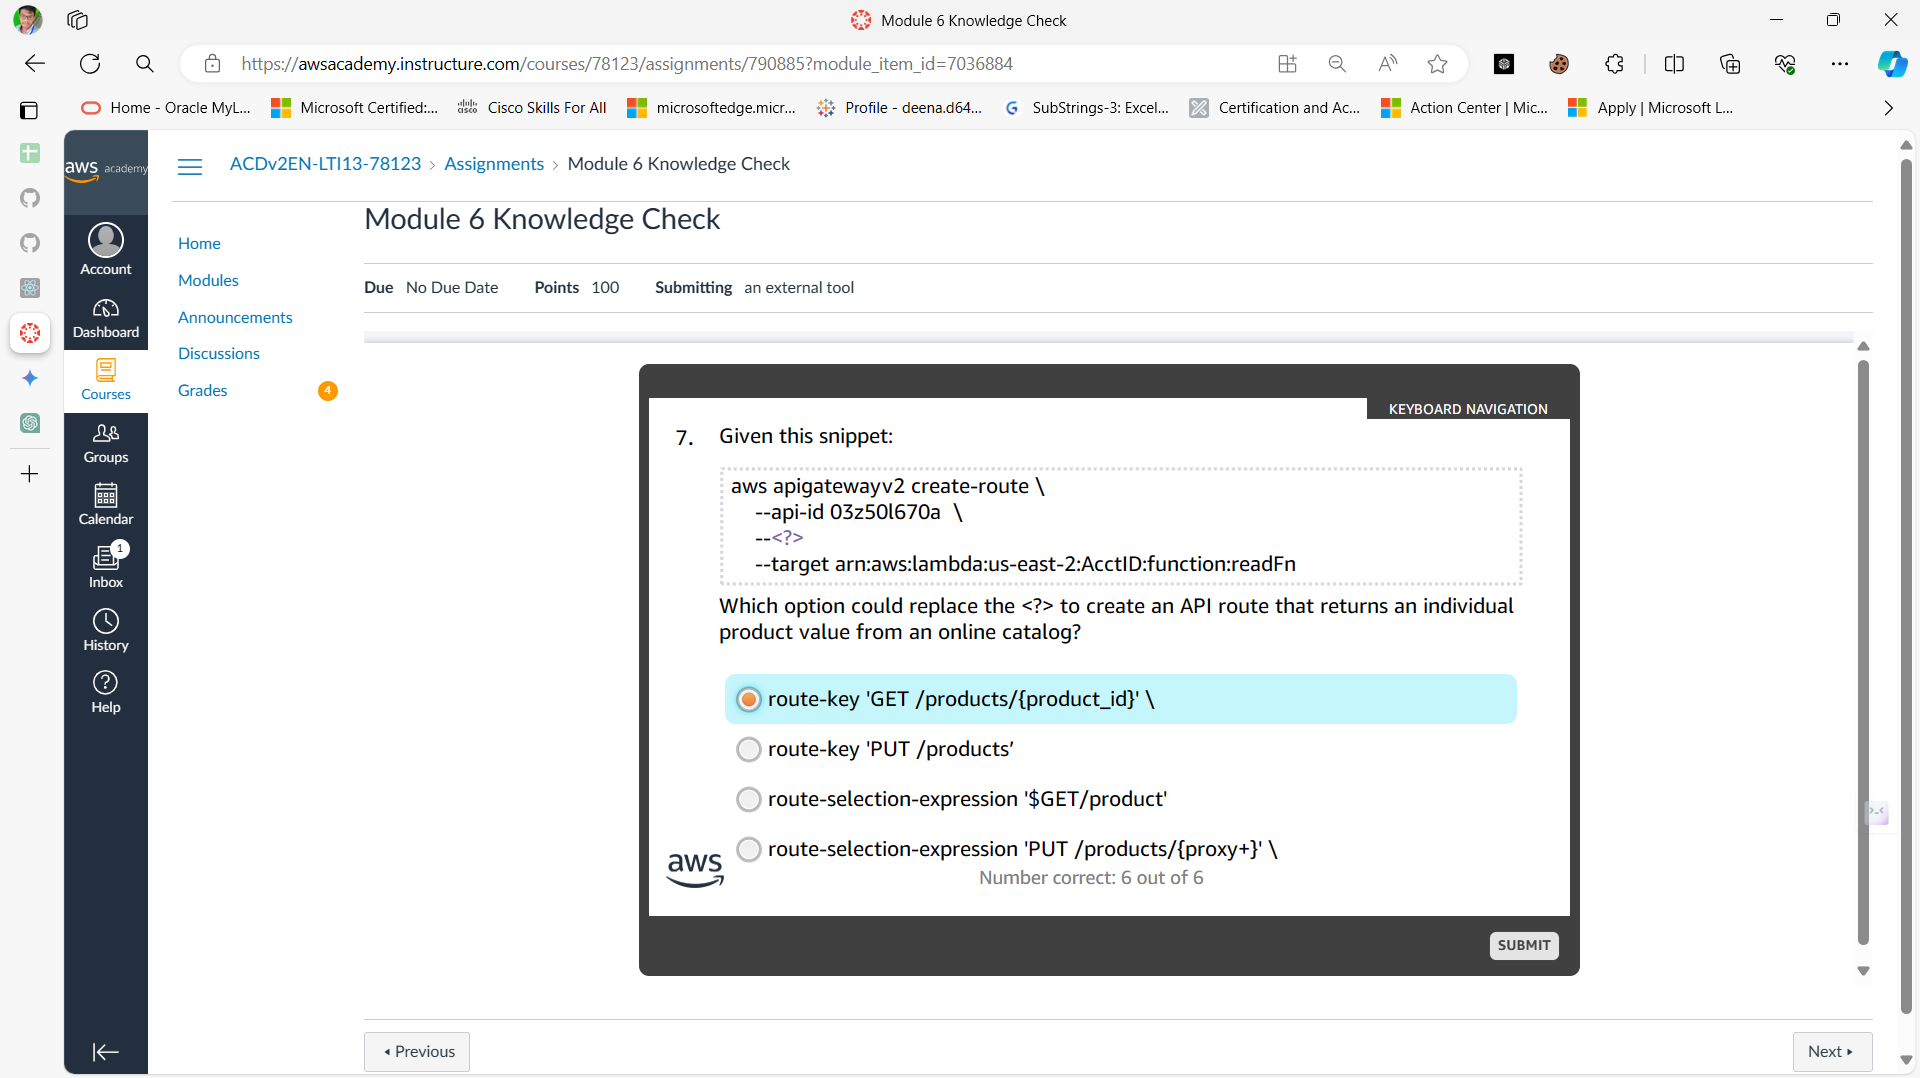 Module 6 Knowledge Check
https://awsacademy.instructure.com/courses/78123/assignments/790885?module_item_id=7036884
Home - Oracle MyL...
Microsoft Certified:...
Cisco Skills For All
microsoftedge.micr...
Profile - deena.d64...
SubStrings-3: Excel...
Certification and Ac...
Action Center | Mic...
Apply | Microsoft L...
aws academy
ACDv2EN-LTI13-78123 › Assignments › Module 6 Knowledge Check
Account
Dashboard
Courses
Groups
Calendar
1
Inbox
History
Help
Home
Modules
Announcements
Discussions
Grades
4
Module 6 Knowledge Check
Due No Due Date Points 100 Submitting an external tool
KEYBOARD NAVIGATION
7. Given this snippet:
aws apigatewayv2 create-route \
--api-id 03z50l670a \
--<?>
--target arn:aws:lambda:us-east-2:AcctID:function:readFn
Which option could replace the <?> to create an API route that returns an individual
product value from an online catalog?
route-key 'GET /products/{product_id}' \
route-key 'PUT /products'
route-selection-expression '$GET/product'
route-selection-expression 'PUT /products/{proxy+}' \
aws
Number correct: 6 out of 6
SUBMIT
◂ Previous
Next ▸